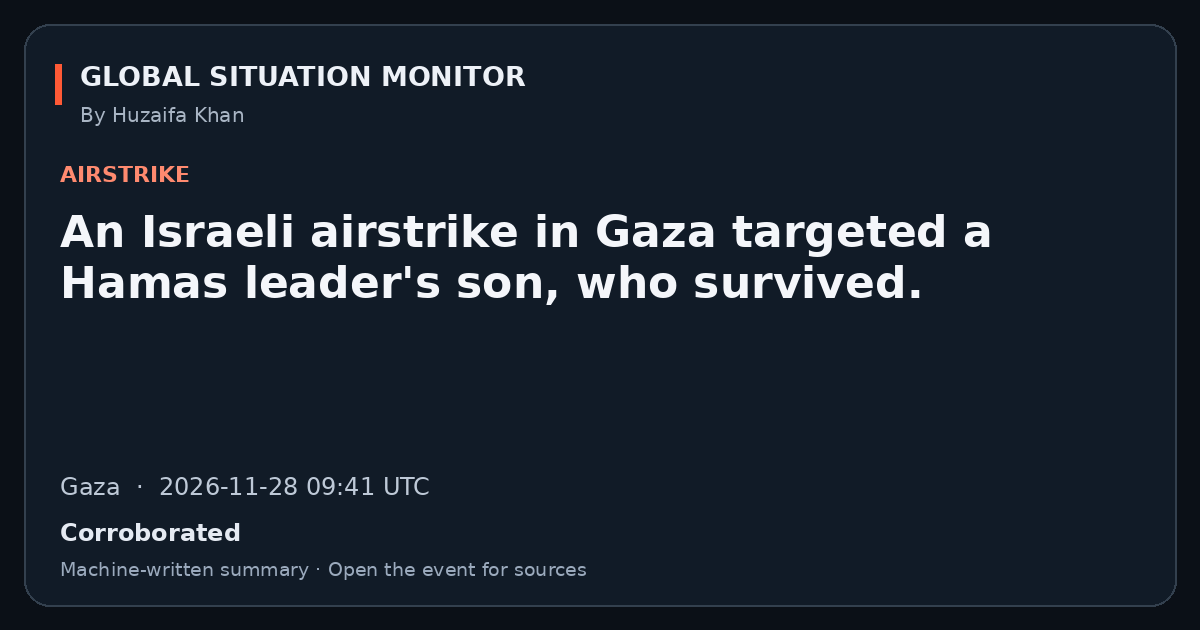 GLOBAL SITUATION MONITOR
By Huzaifa Khan
AIRSTRIKE
An Israeli airstrike in Gaza targeted a
Hamas leader's son, who survived.
Gaza · 2026-11-28 09:41 UTC
Corroborated
Machine-written summary · Open the event for sources